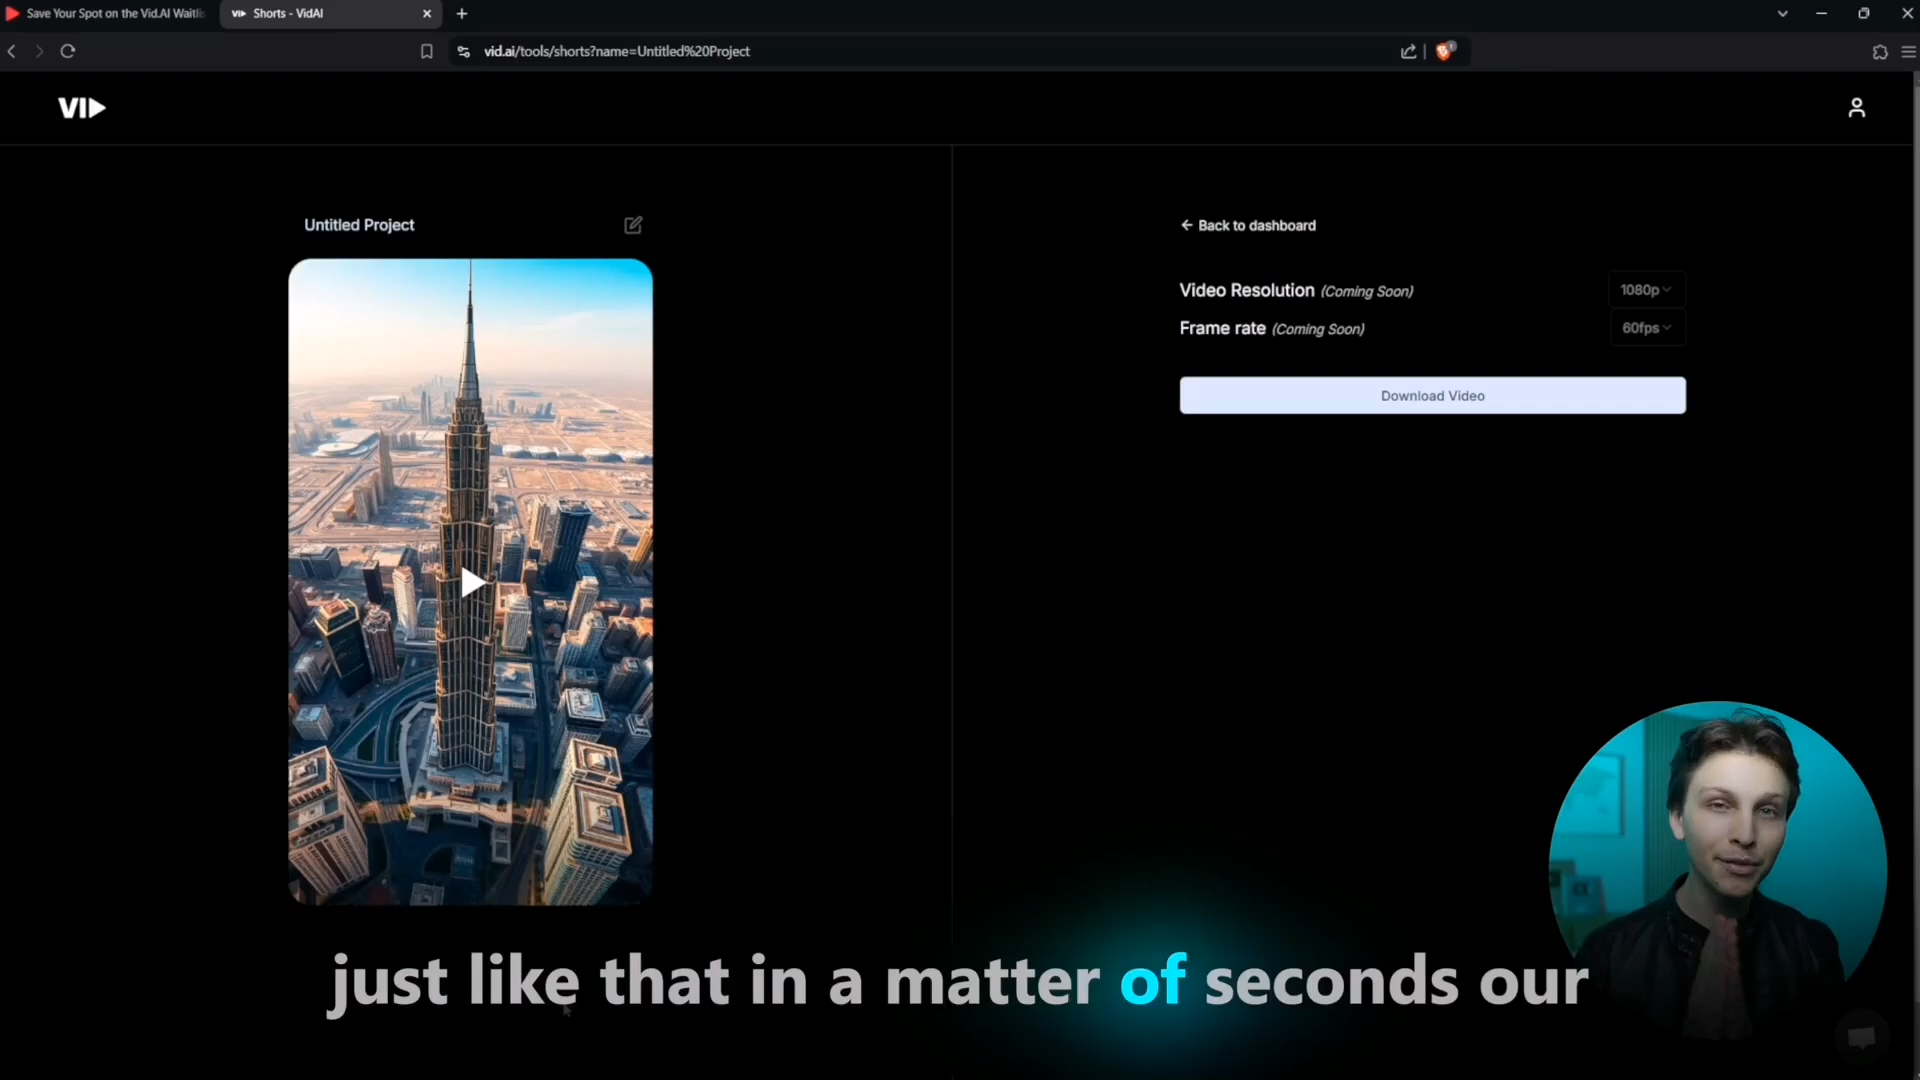 Save Your Spot on the Vid.AI Waitli
VI Shorts - VidAI
vid.ai/tools/shorts?name=Untitled%20Project
VI
Untitled Project
← Back to dashboard
Video Resolution (Coming Soon) 1080p
Frame rate (Coming Soon) 60fps
Download Video
just like that in a matter of seconds our